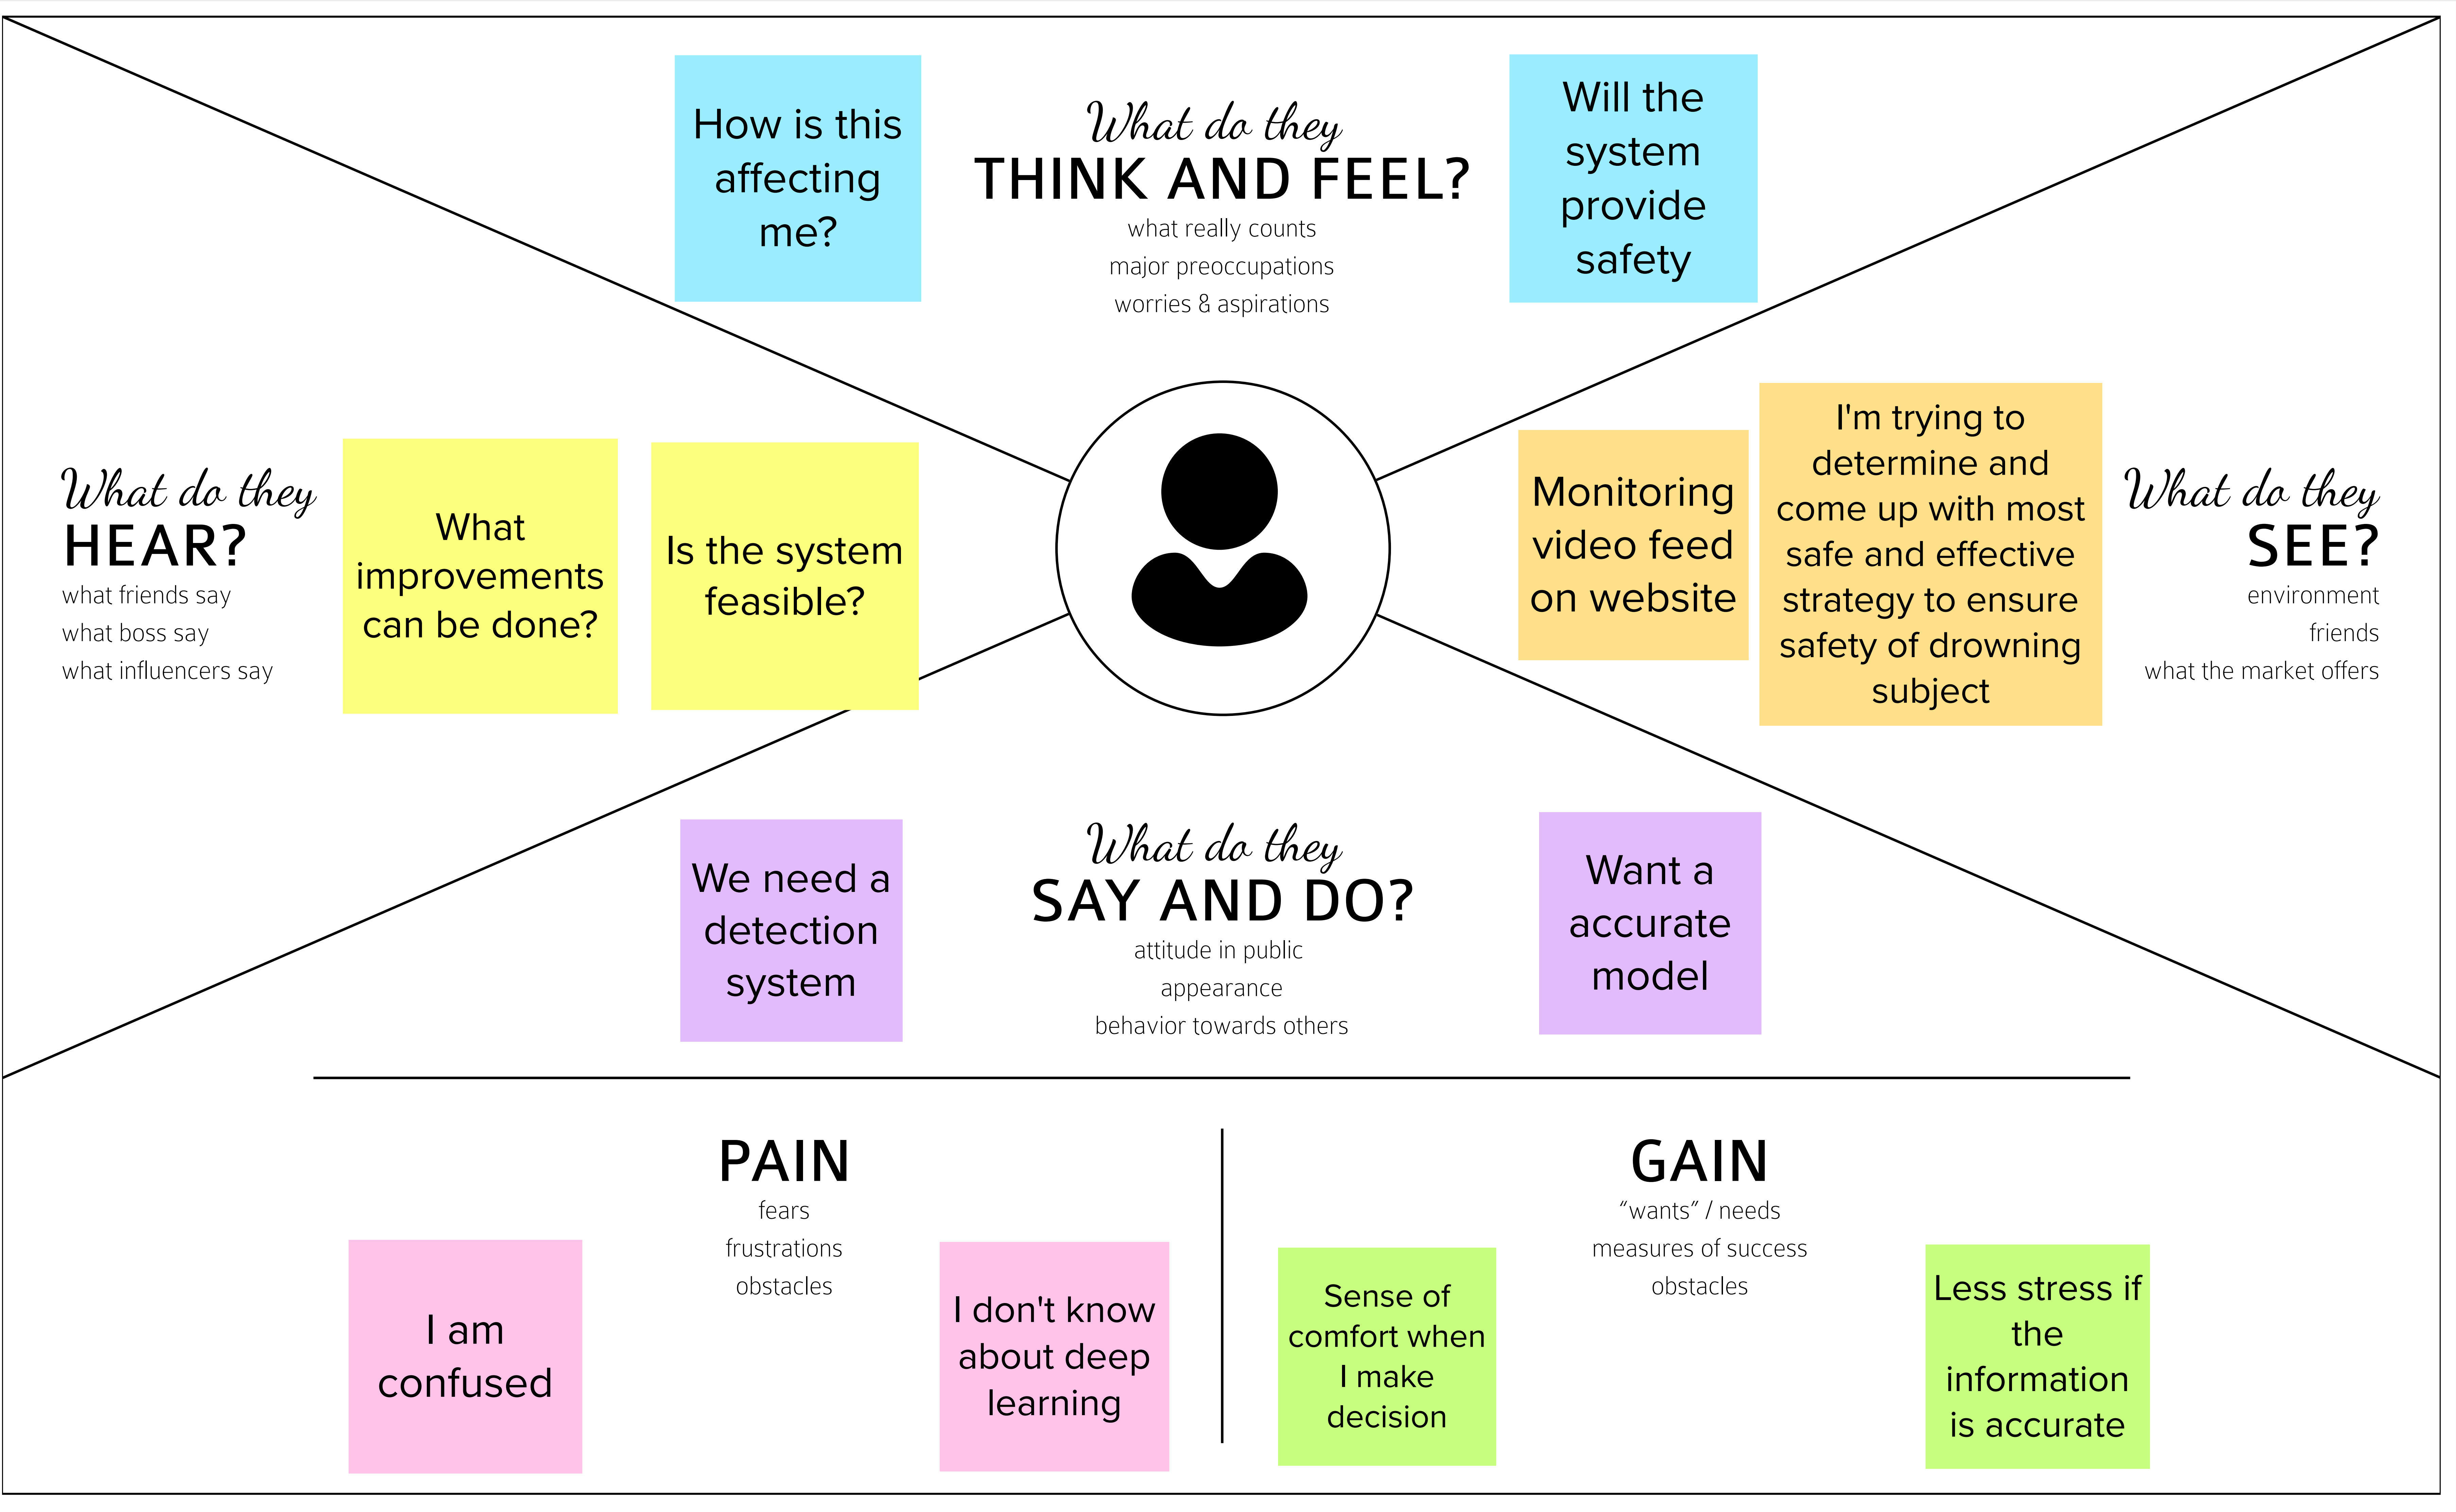 How is this
affecting
me?
What do they
THINK AND FEEL?
what really counts
major preoccupations
worries & aspirations
Will the
system
provide
safety
What do they
HEAR?
what friends say
what boss say
what influencers say
What
improvements
can be done?
Is the system
feasible?
Monitoring
video feed
on website
I'm trying to
determine and
come up with most
safe and effective
strategy to ensure
safety of drowning
subject
What do they
SEE?
environment
friends
what the market offers
We need a
detection
system
What do they
SAY AND DO?
attitude in public
appearance
behavior towards others
Want a
accurate
model
PAIN
fears
frustrations
obstacles
I am
confused
I don't know
about deep
learning
GAIN
“wants” / needs
measures of success
obstacles
Sense of
comfort when
I make
decision
Less stress if
the
information
is accurate